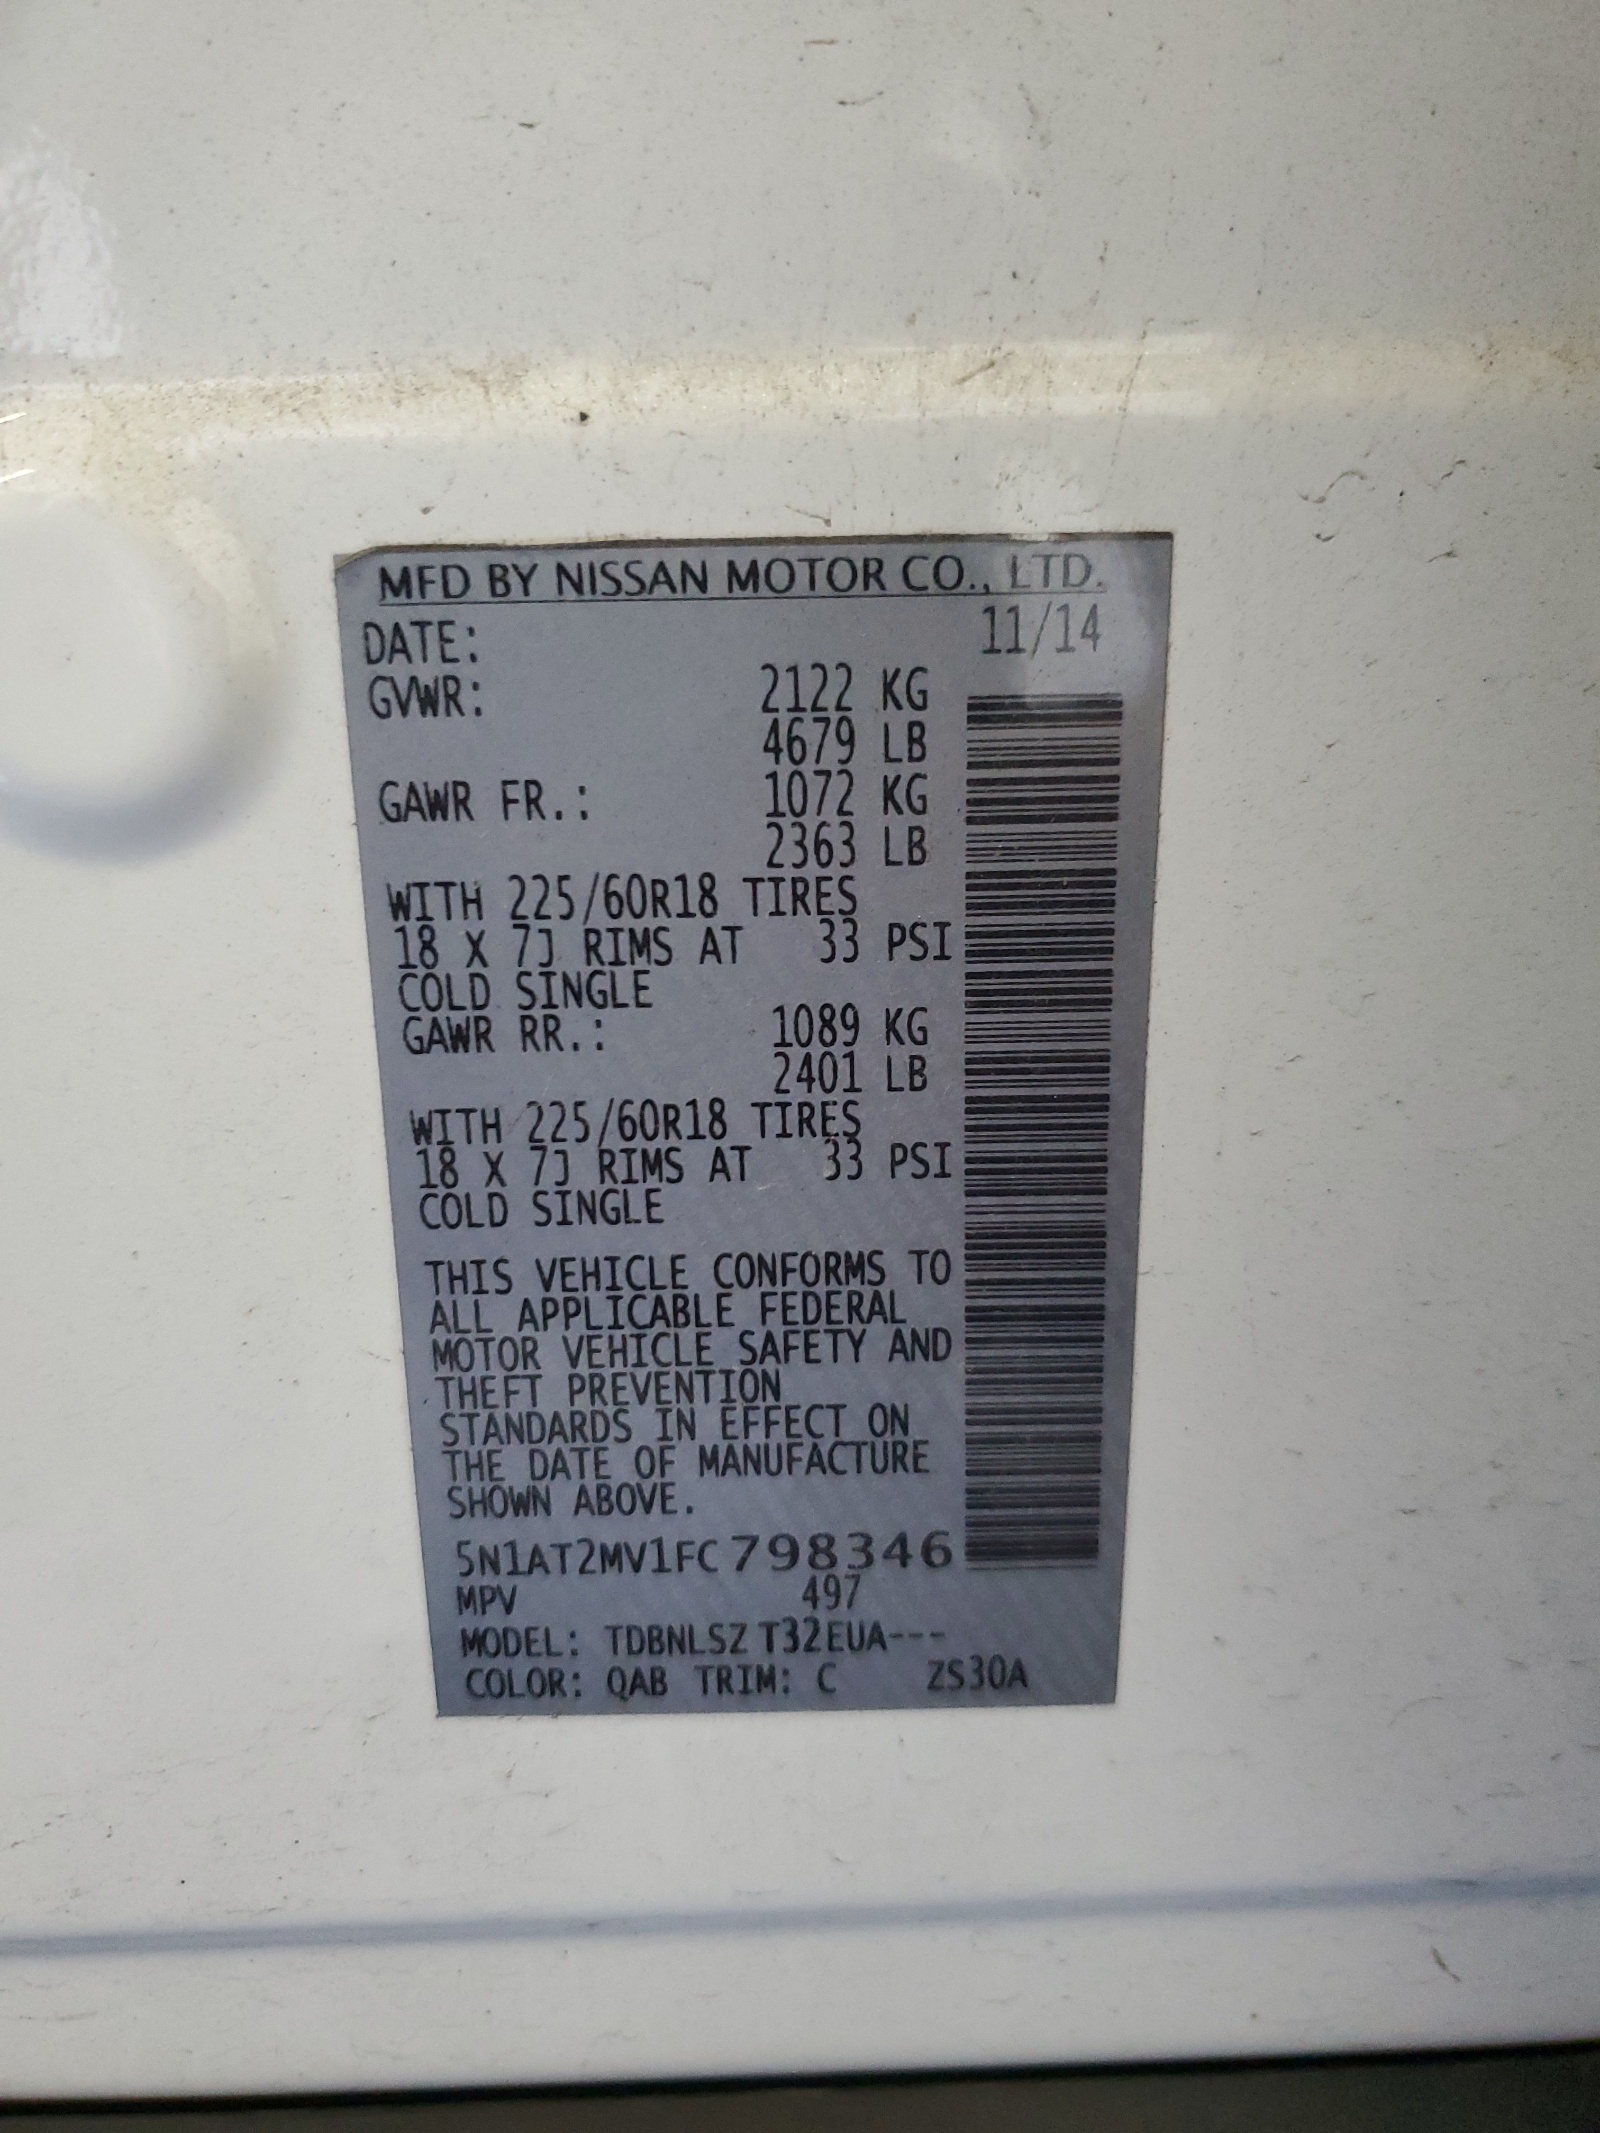 MFD BY NISSAN MOTOR CO., LTD.
DATE: 11/14
GVWR: 2122 KG
4679 LB
GAWR FR.: 1072 KG
2363 LB
WITH 225/60R18 TIRES
18 X 7J RIMS AT 33 PSI
COLD SINGLE
GAWR RR.: 1089 KG
2401 LB
WITH 225/60R18 TIRES
18 X 7J RIMS AT 33 PSI
COLD SINGLE
THIS VEHICLE CONFORMS TO
ALL APPLICABLE FEDERAL
MOTOR VEHICLE SAFETY AND
THEFT PREVENTION
STANDARDS IN EFFECT ON
THE DATE OF MANUFACTURE
SHOWN ABOVE.
5N1AT2MV1FC798346
MPV 497
MODEL: TDBNLSZ T32EUA---
COLOR: QAB TRIM: C ZS30A